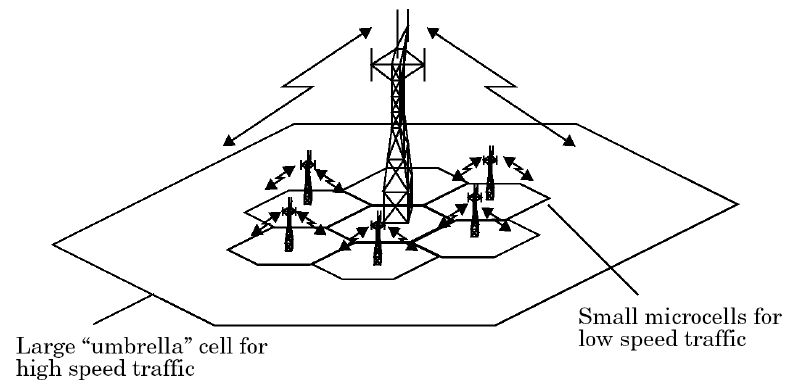 Large “umbrella” cell for
high speed traffic
Small microcells for
low speed traffic